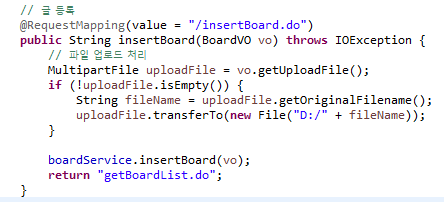 // 글 등록
@RequestMapping(value = "/insertBoard.do")
public String insertBoard(BoardVO vo) throws IOException {
// 파일 업로드 처리
MultipartFile uploadFile = vo.getUploadFile();
if (!uploadFile.isEmpty()) {
String fileName = uploadFile.getOriginalFilename();
uploadFile.transferTo(new File("D:/" + fileName));
}
boardService.insertBoard(vo);
return "getBoardList.do";
}